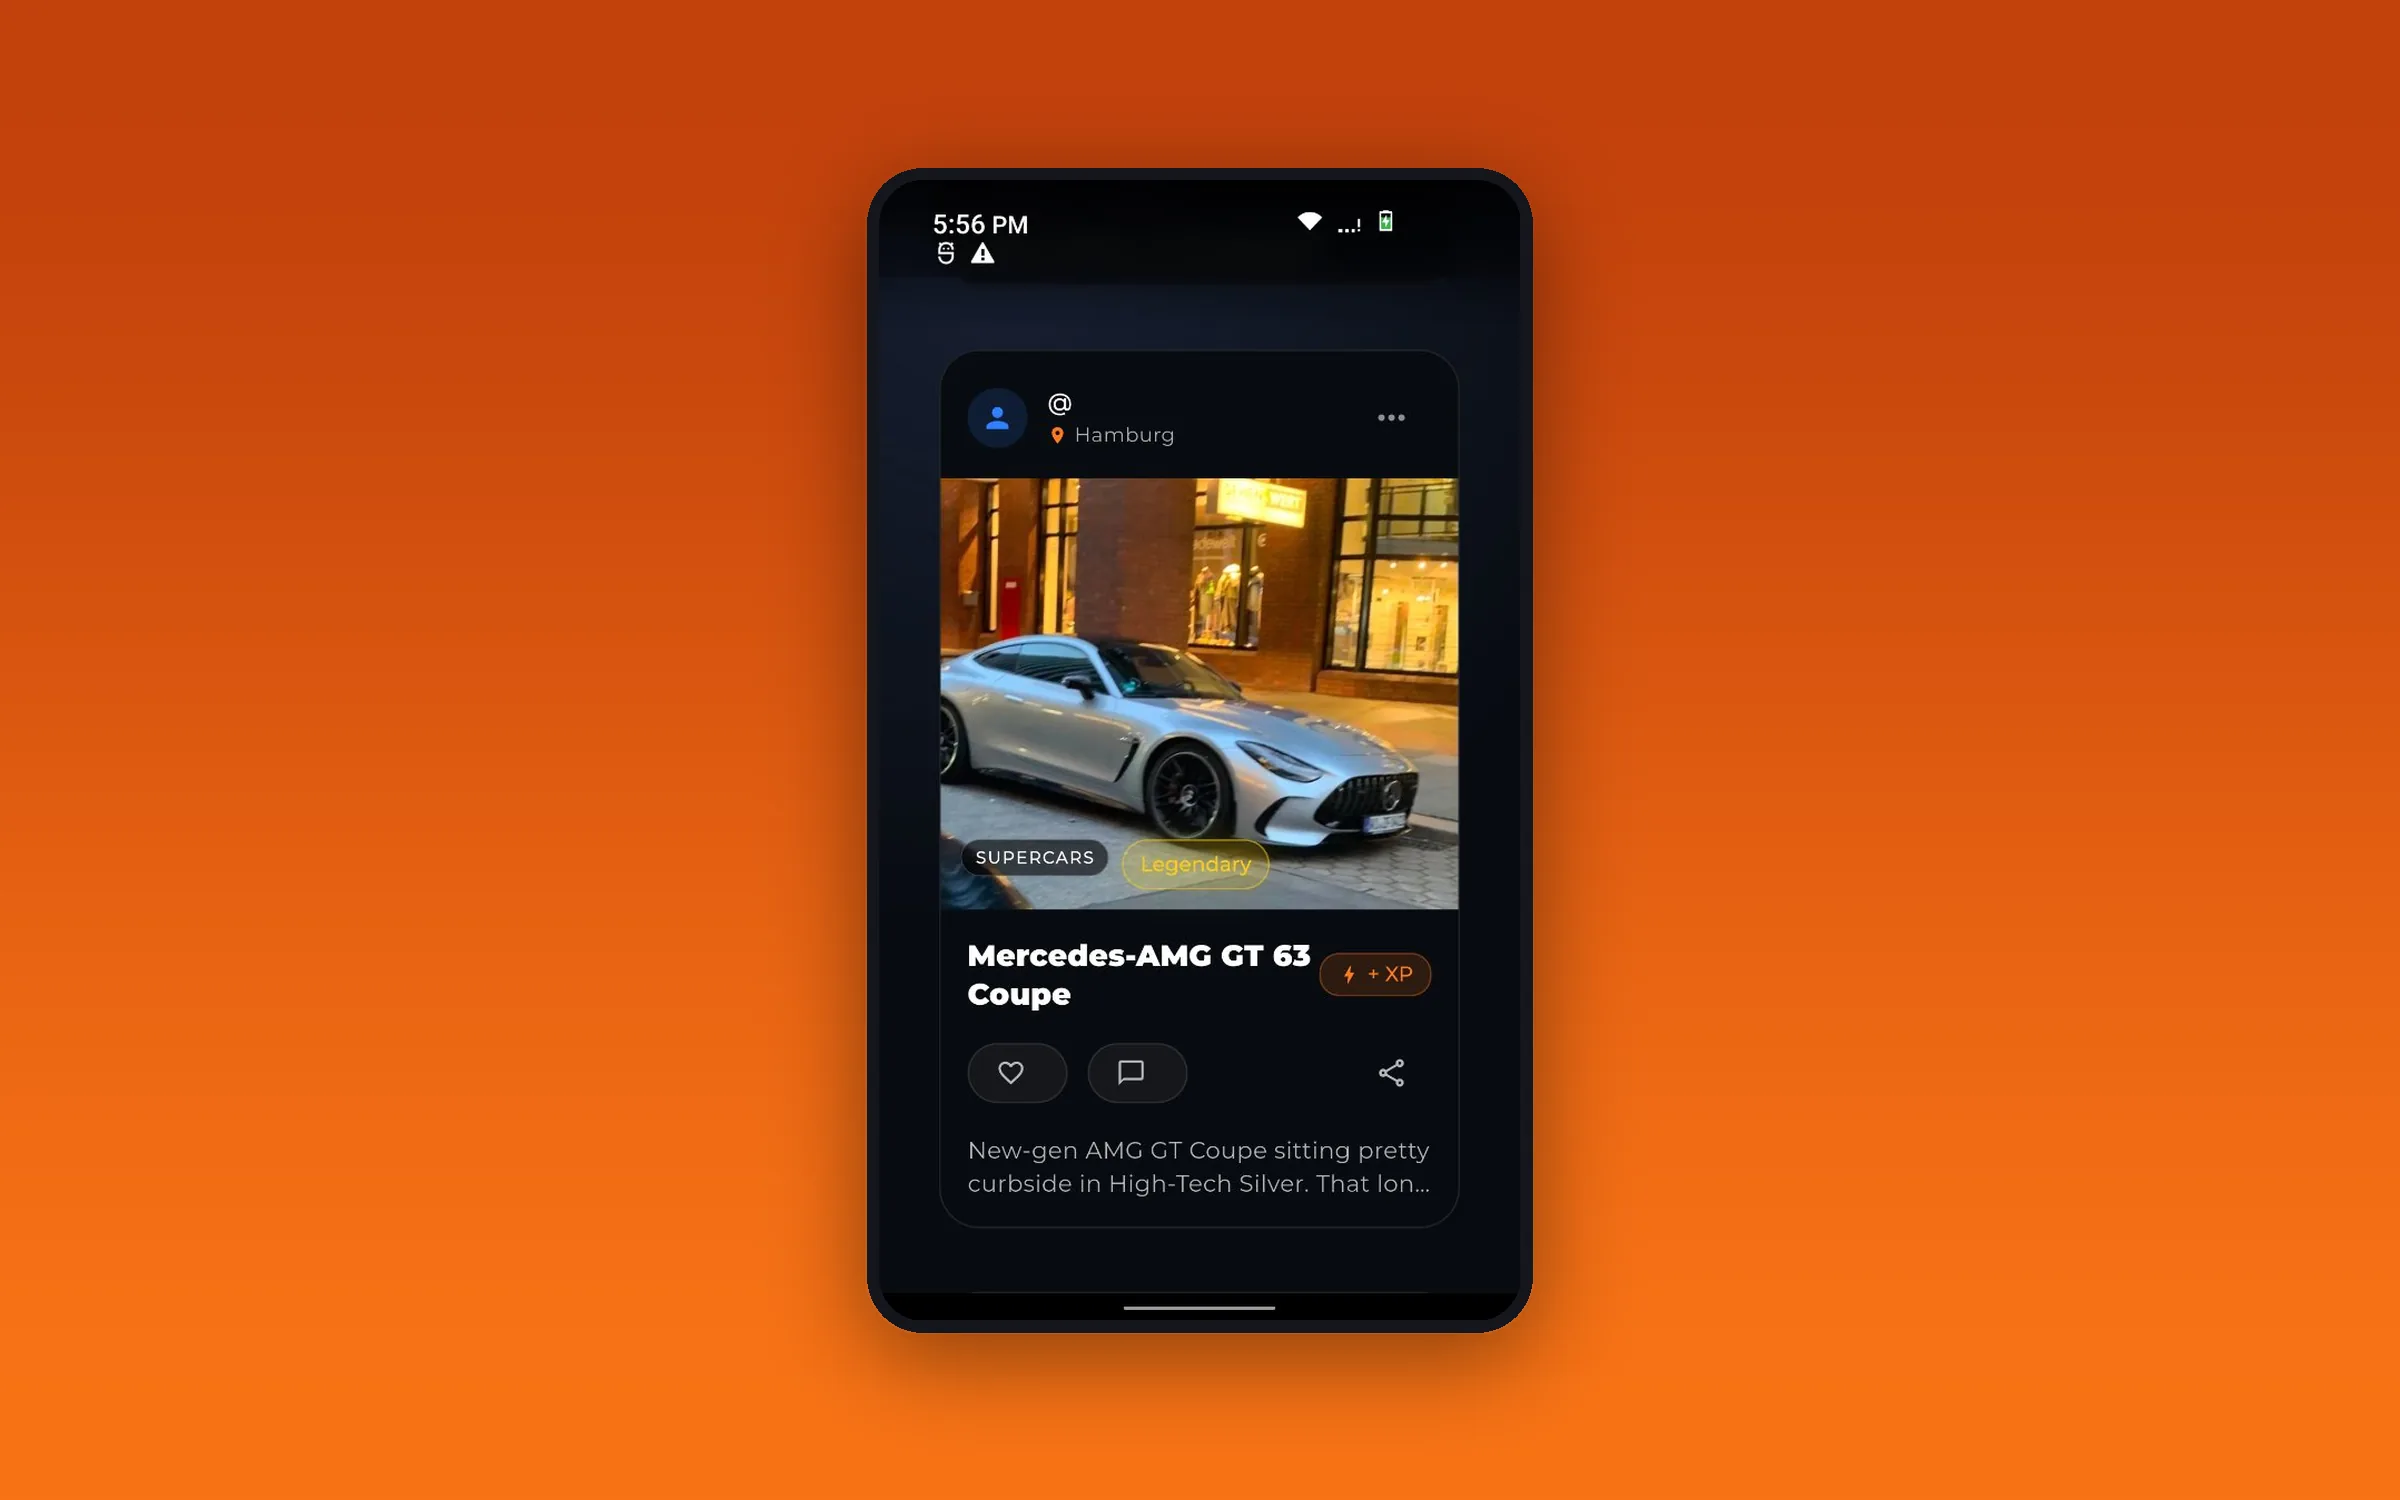 5:56 PM
@
Hamburg
WERT
SUPERCARS
Legendary
Mercedes-AMG GT 63
Coupe
+ XP
New-gen AMG GT Coupe sitting pretty
curbside in High-Tech Silver. That lon...